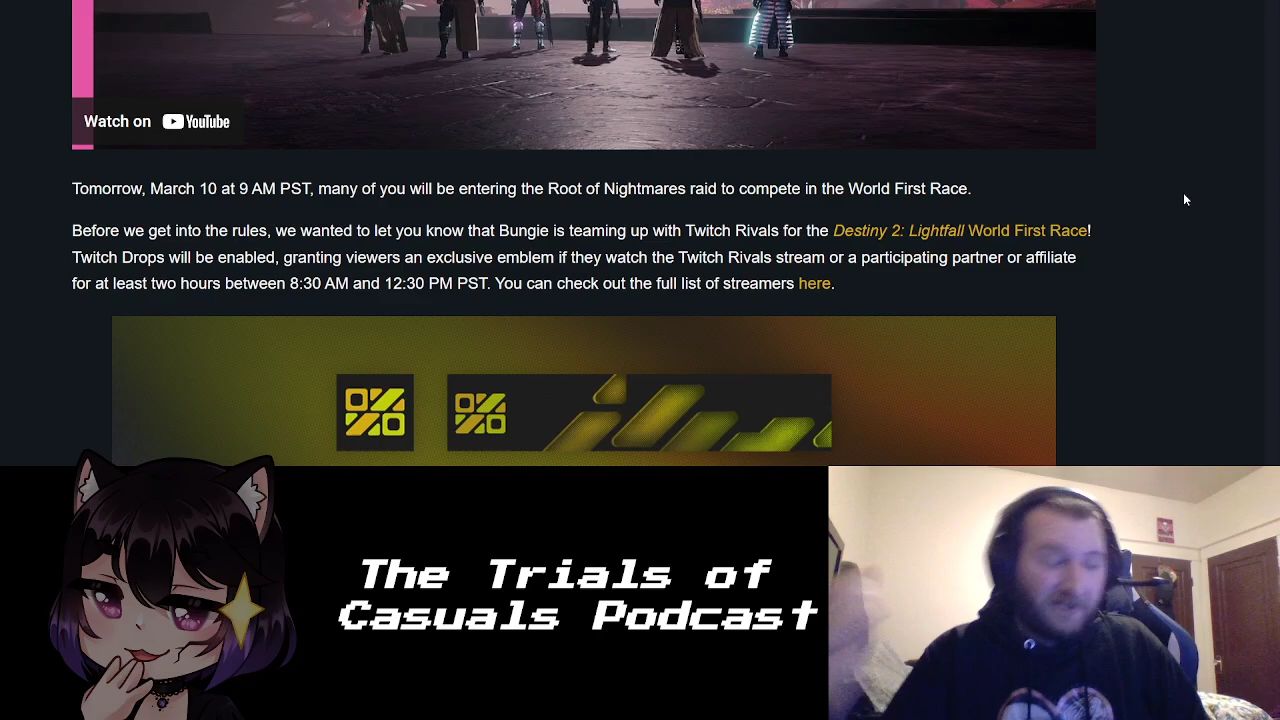 Watch on YouTube
Tomorrow, March 10 at 9 AM PST, many of you will be entering the Root of Nightmares raid to compete in the World First Race.
Before we get into the rules, we wanted to let you know that Bungie is teaming up with Twitch Rivals for the Destiny 2: Lightfall World First Race!
Twitch Drops will be enabled, granting viewers an exclusive emblem if they watch the Twitch Rivals stream or a participating partner or affiliate
for at least two hours between 8:30 AM and 12:30 PM PST. You can check out the full list of streamers here.
The Trials of
Casuals Podcast